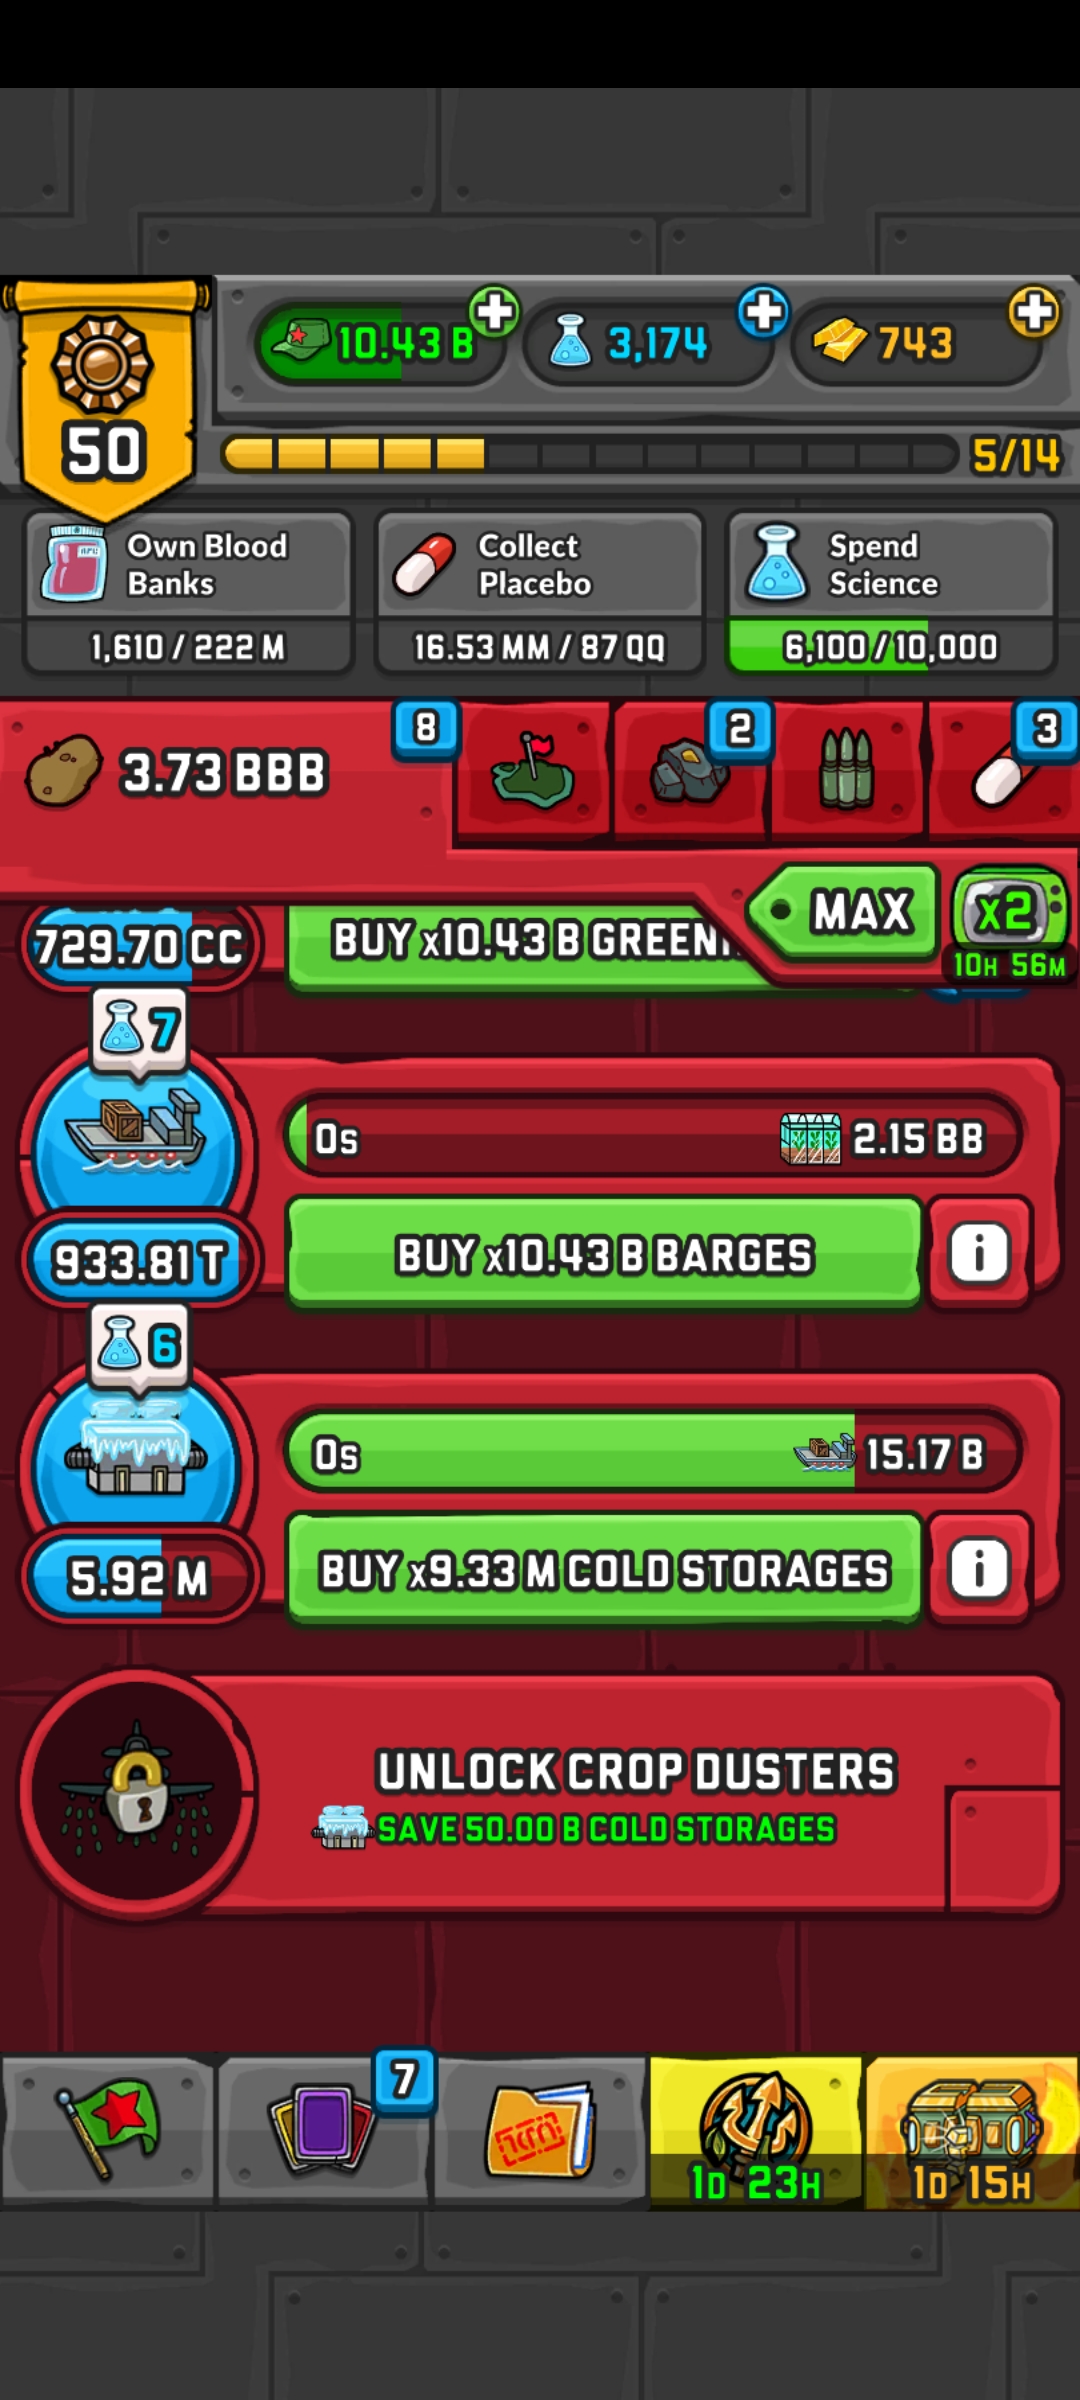 10.43 B
3,174
743
50
5/14
Own Blood
Banks
1,610 / 222 M
Collect
Placebo
16.53 MM / 87 QQ
Spend
Science
6,100 / 10,000
3.73 BBB
8
2
3
MAX
x2
10H 56M
729.70 CC
BUY x10.43 B
7
0s
2.15 BB
933.81 T
BUY x10.43 B BARGES
i
6
0s
15.17 B
5.92 M
BUY x9.33 M COLD STORAGES
i
UNLOCK CROP DUSTERS
SAVE 50.00 B COLD STORAGES
7
1D 23H
1D 15H